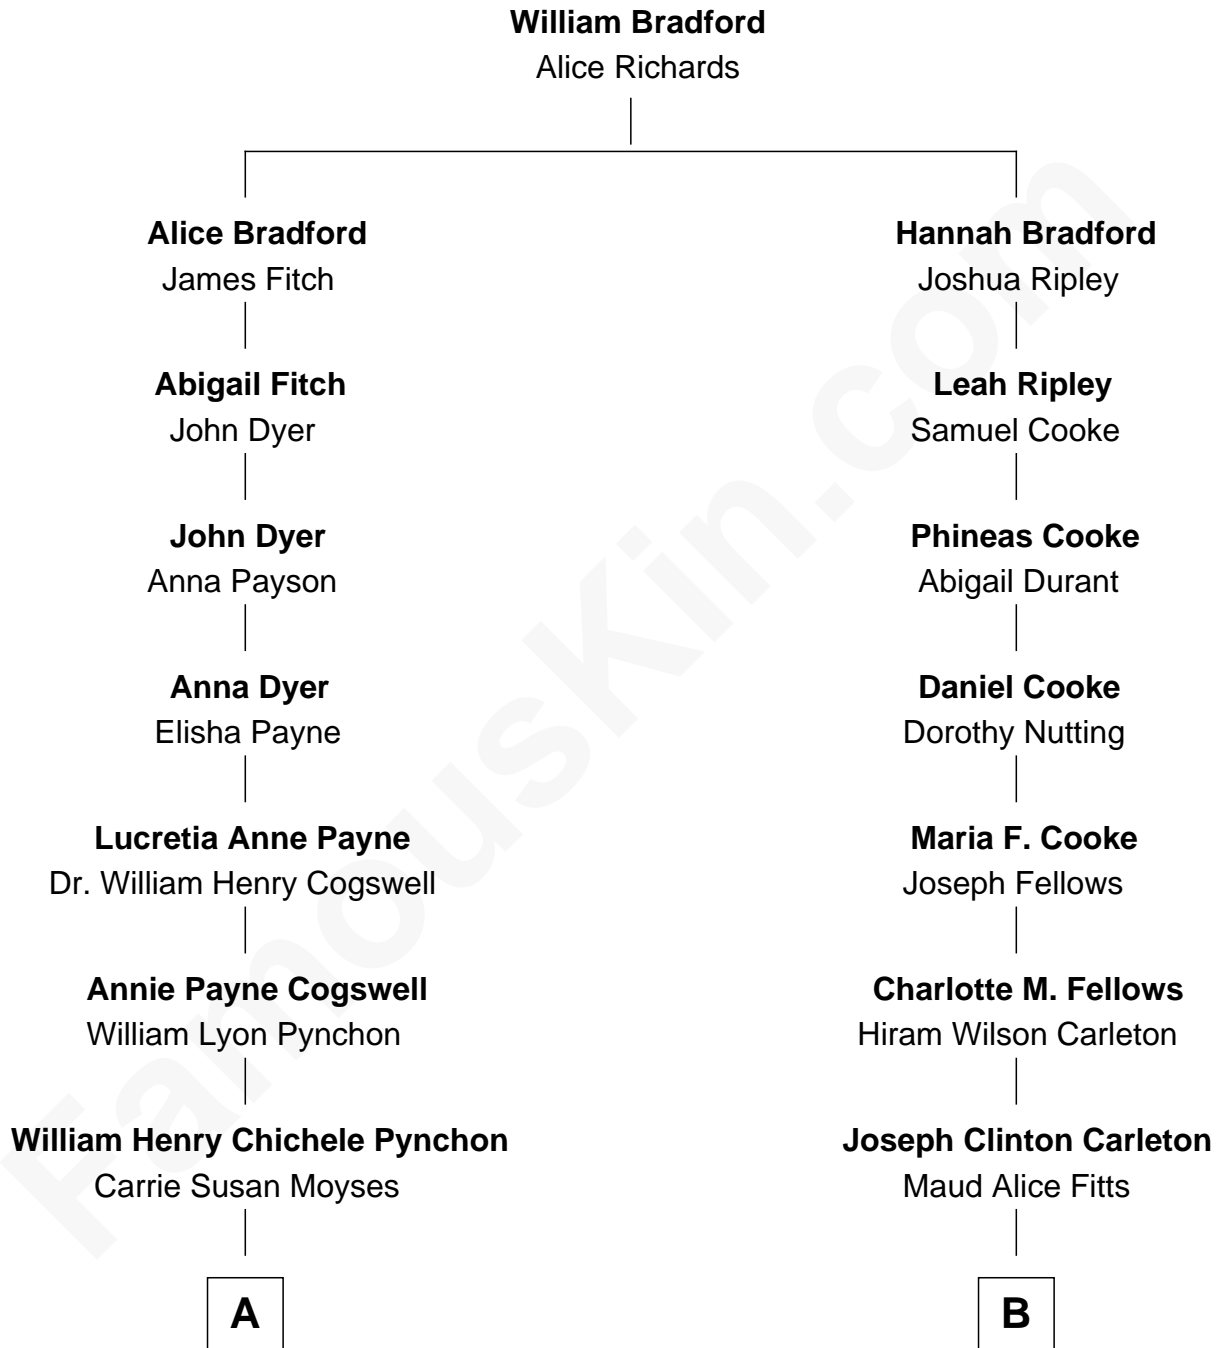 William Bradford
Alice Richards
Alice Bradford
James Fitch
Hannah Bradford
Joshua Ripley
Abigail Fitch
John Dyer
Leah Ripley
Samuel Cooke
John Dyer
Anna Payson
Phineas Cooke
Abigail Durant
Anna Dyer
Elisha Payne
Daniel Cooke
Dorothy Nutting
Lucretia Anne Payne
Dr. William Henry Cogswell
Maria F. Cooke
Joseph Fellows
Annie Payne Cogswell
William Lyon Pynchon
Charlotte M. Fellows
Hiram Wilson Carleton
William Henry Chichele Pynchon
Carrie Susan Moyses
Joseph Clinton Carleton
Maud Alice Fitts
A
B
FamousKin.com